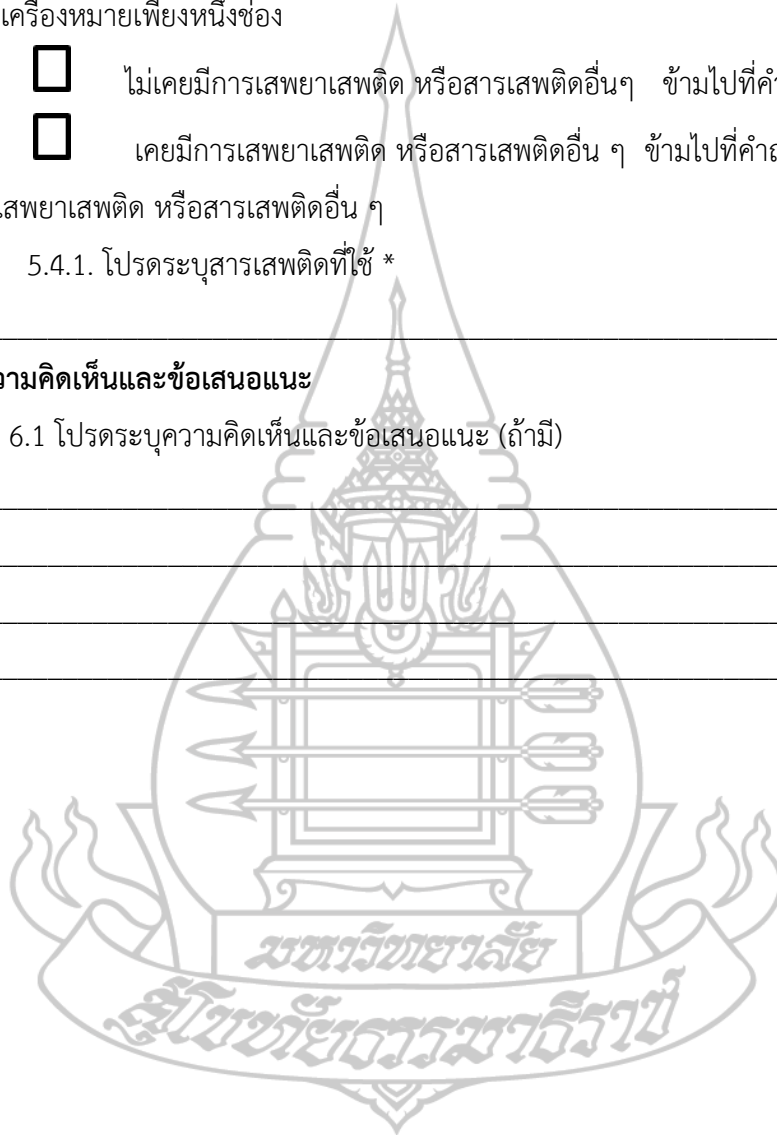 เครื่องหมายเพียงหนึ่งช่อง
ไม่เคยมีการเสพยาเสพติด หรือสารเสพติดอื่นๆ ข้ามไปที่
เคยมีการเสพยาเสพติด หรือสารเสพติดอื่น ๆ ข้ามไปที่
เสพยาเสพติด หรือสารเสพติดอื่น ๆ
5.4.1. โปรดระบุสารเสพติดที่ใช้ *
ความคิดเห็นและข้อเสนอแนะ
6.1 โปรดระบุความคิดเห็นและข้อเสนอแนะ (ถ้ามี)
มหาวิทยาลัย
สุโขทัยธรรมาธิราช